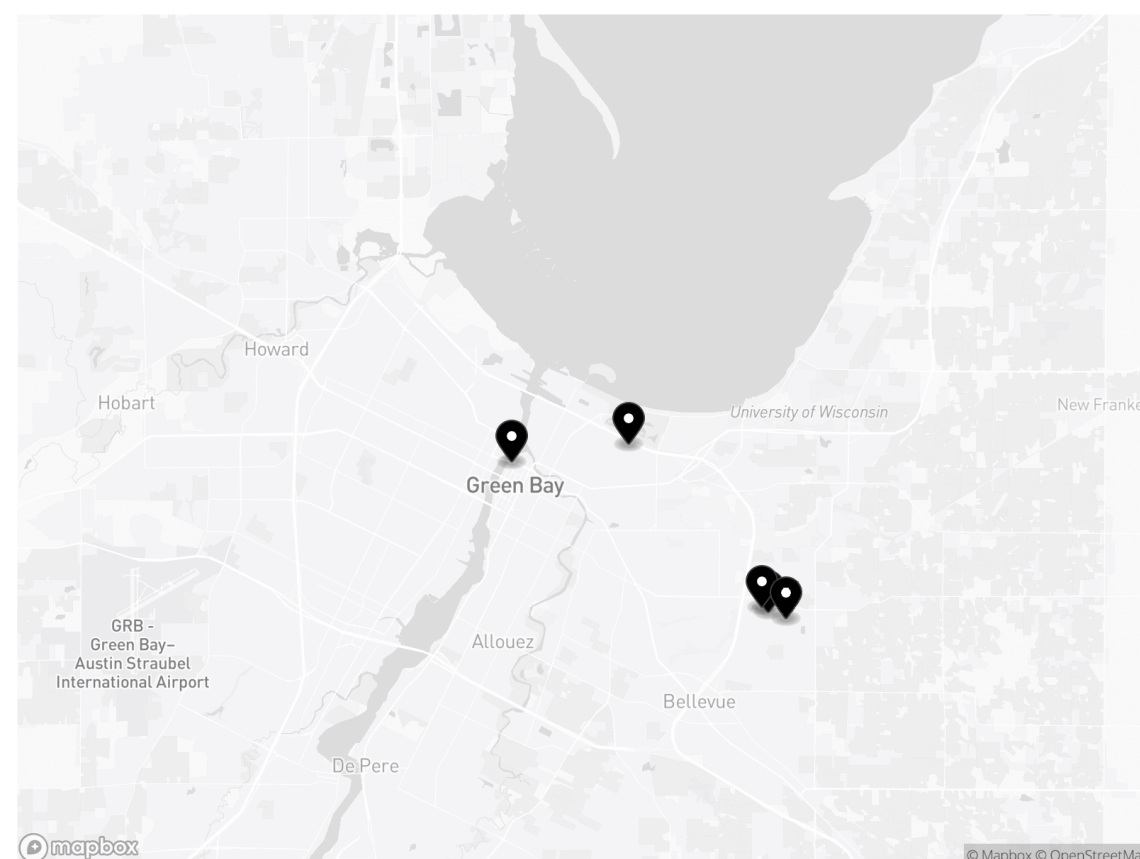 Howard
Hobart
University of Wisconsin
New Franke
Green Bay
GRB -
Green Bay–
Austin Straubel
International Airport
Allouez
Bellevue
De Pere
mapbox
© Mapbox © OpenStreetMa